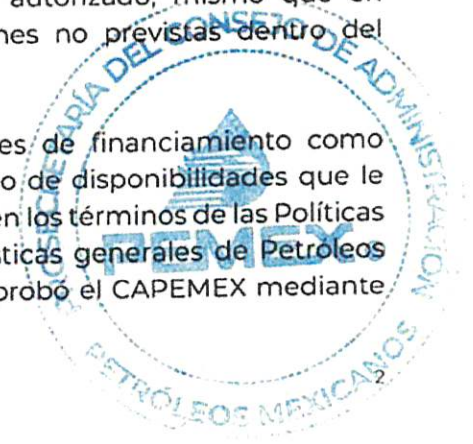 autorizado, mismo que en
nes no previstas dentro del
es de financiamiento como
o de disponibilidades que le
en los términos de las Políticas
sticas generales de Petróleos
probó el CAPEMEX mediante
2
PROSECRETARÍA DEL CONSEJO DE ADMINISTRACIÓN
PEMEX
PETRÓLEOS MEXICANOS